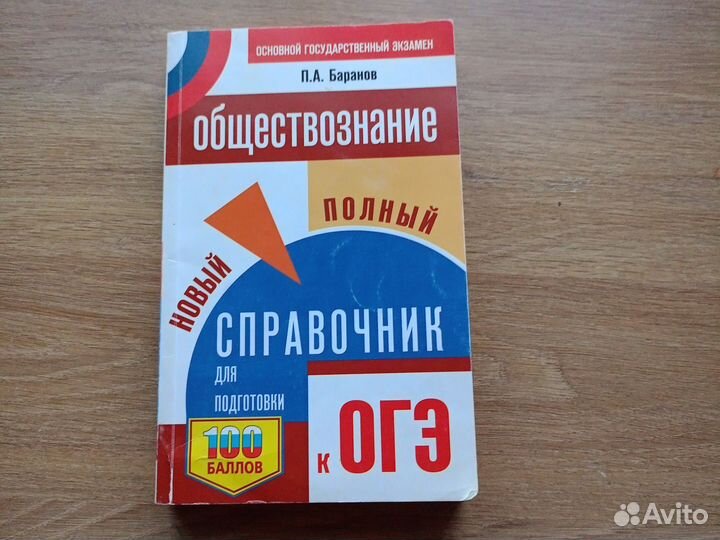 ОСНОВНОЙ ГОСУДАРСТВЕННЫЙ ЭКЗАМЕН
П.А. Баранов
ОБЩЕСТВОЗНАНИЕ
НОВЫЙ
ПОЛНЫЙ
СПРАВОЧНИК
ДЛЯ
ПОДГОТОВКИ
100
БАЛЛОВ
к ОГЭ
Avito